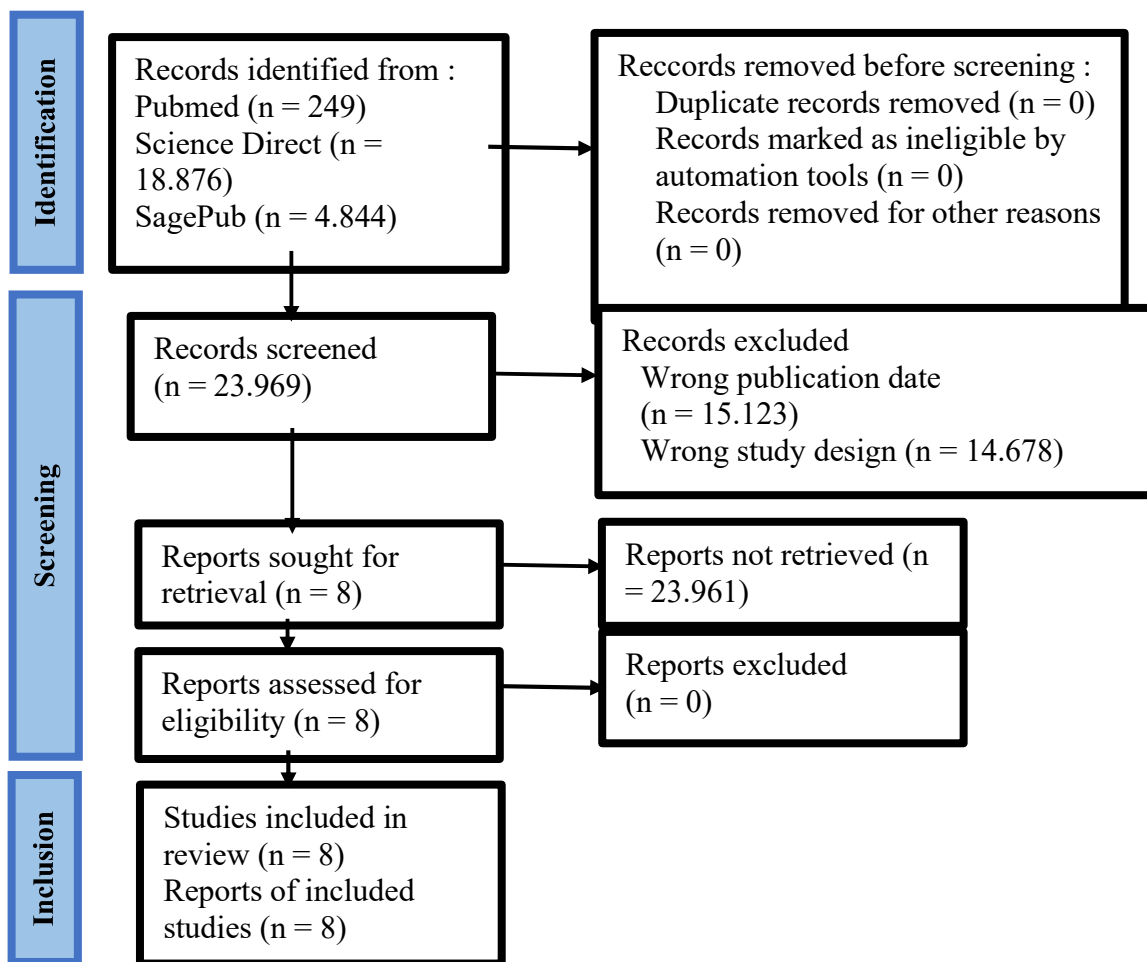 Identification
Records identified from :
Pubmed (n = 249)
Science Direct (n =
18.876)
SagePub (n = 4.844)
Reccords removed before screening :
Duplicate records removed (n = 0)
Records marked as ineligible by
automation tools (n = 0)
Records removed for other reasons
(n = 0)
Screening
Records screened
(n = 23.969)
Records excluded
Wrong publication date
(n = 15.123)
Wrong study design (n = 14.678)
Reports sought for
retrieval (n = 8)
Reports not retrieved (n
= 23.961)
Reports assessed for
eligibility (n = 8)
Reports excluded
(n = 0)
Inclusion
Studies included in
review (n = 8)
Reports of included
studies (n = 8)